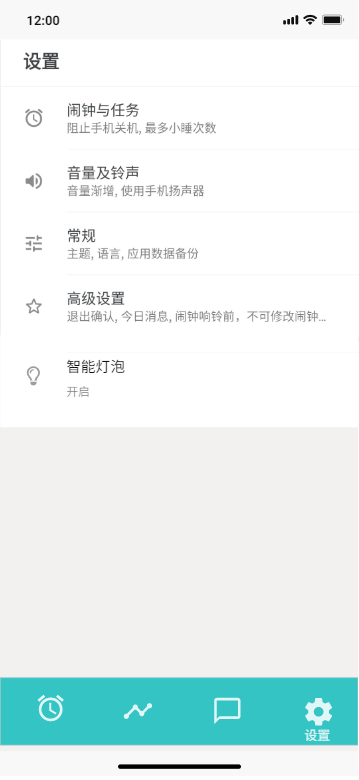 12:00
设置
闹钟与任务
阻止手机关机, 最多小睡次数
音量及铃声
音量渐增, 使用手机扬声器
常规
主题, 语言, 应用数据备份
高级设置
退出确认, 今日消息, 闹钟响铃前，不可修改闹钟...
智能灯泡
开启
设置